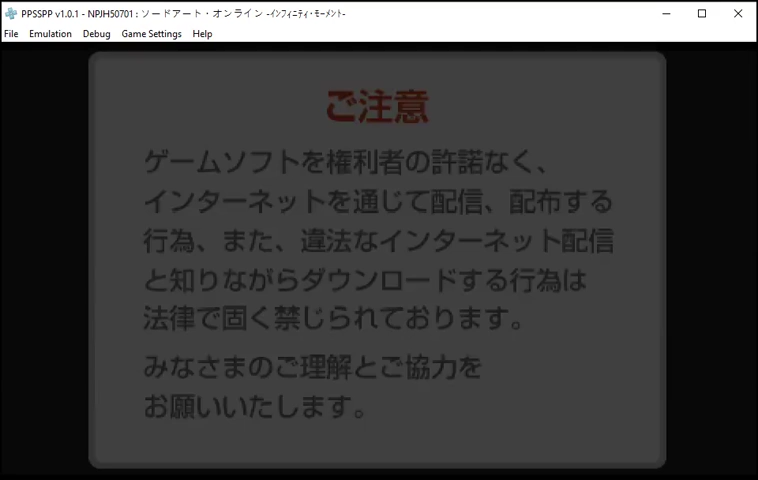 PPSSPP v1.0.1 - NPJH50701 : ソードアート・オンライン -ｲﾝﾌｨﾆﾃｨ･ﾓｰﾒﾝﾄ-
File Emulation Debug Game Settings Help
ご注意
ゲームソフトを権利者の許諾なく、
インターネットを通じて配信、配布する
行為、また、違法なインターネット配信
と知りながらダウンロードする行為は
法律で固く禁じられております。
みなさまのご理解とご協力を
お願いいたします。